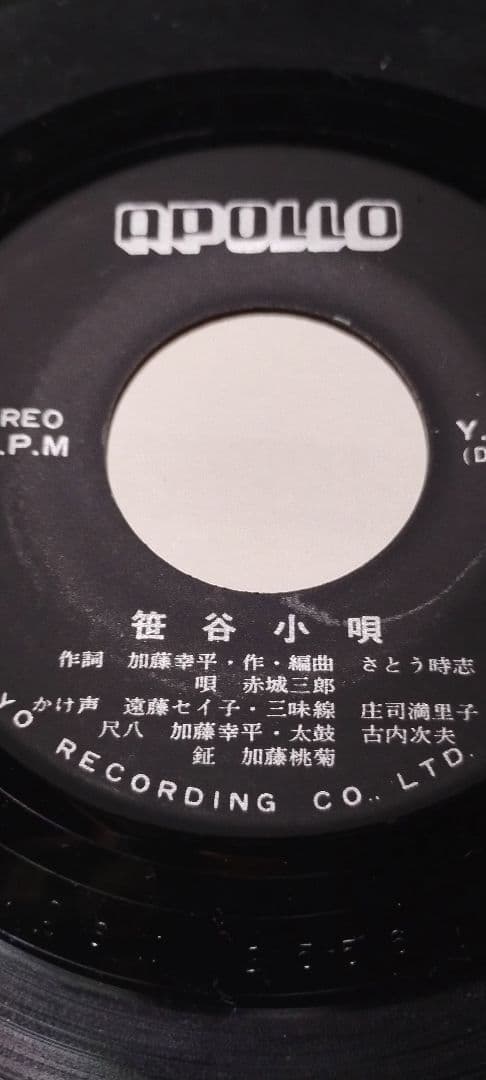 APOLLO
REO
.P.M
Y.
(D
笹谷小唄
作詞 加藤幸平・作・編曲 さとう時志
唄 赤城三郎
かけ声 遠藤セイ子・三味線 庄司満里子
尺八 加藤幸平・太鼓 古内次夫
鉦 加藤桃菊
YO RECORDING CO., LTD.